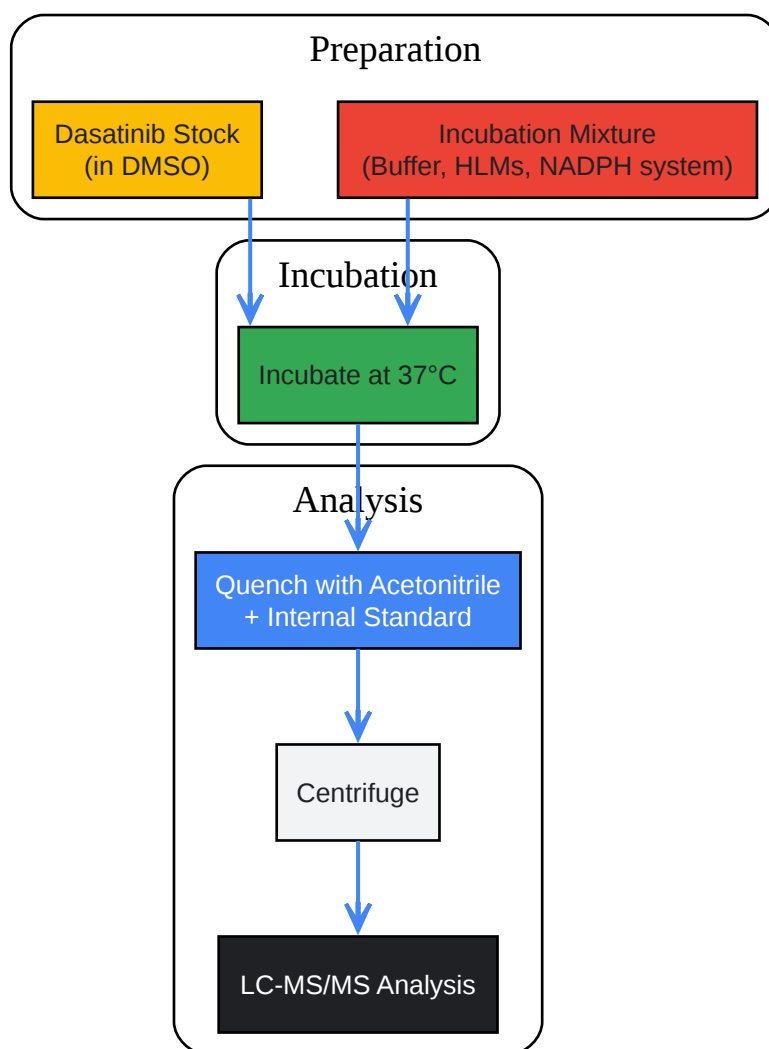 Preparation
Dasatinib Stock
(in DMSO)
Incubation Mixture
(Buffer, HLMs, NADPH system)
Incubation
Incubate at 37°C
Analysis
Quench with Acetonitrile
+ Internal Standard
Centrifuge
LC-MS/MS Analysis